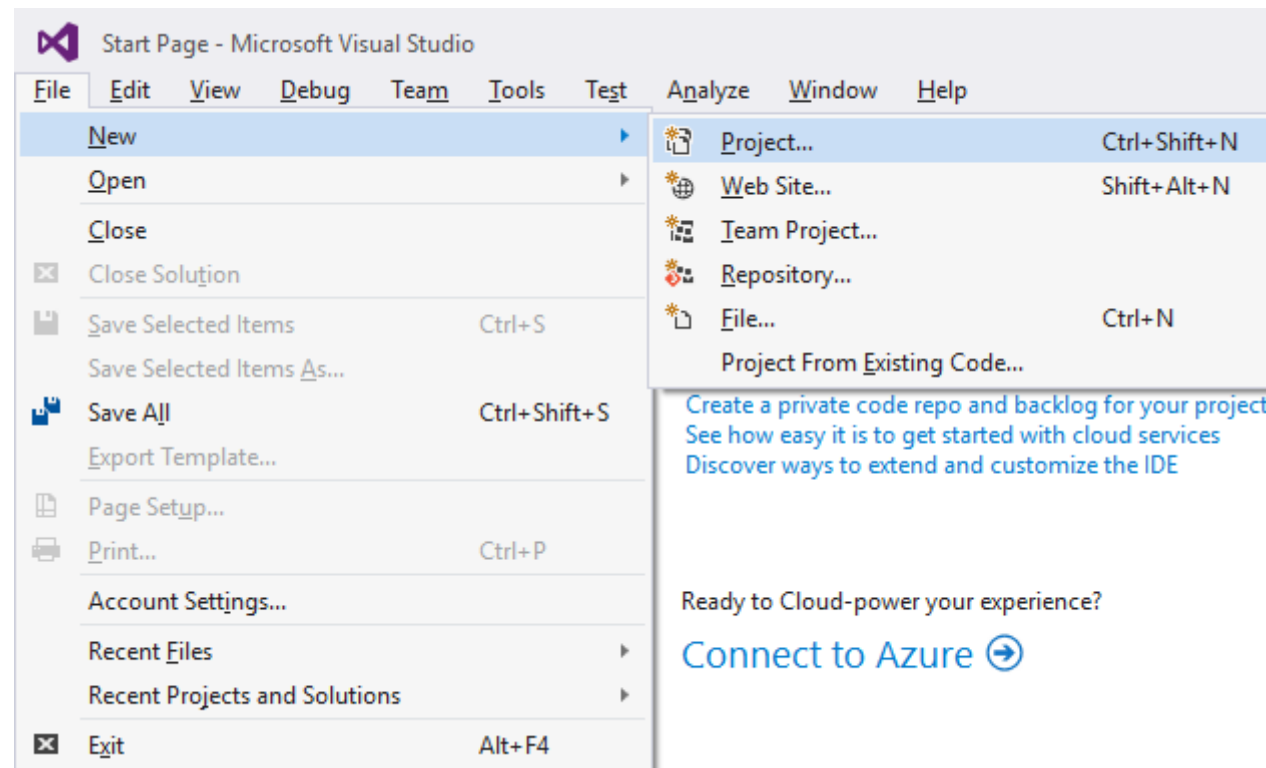 Start Page - Microsoft Visual Studio
File Edit View Debug Team Tools Test Analyze Window Help
New
Open
Close
Close Solution
Save Selected Items Ctrl+S
Save Selected Items As...
Save All Ctrl+Shift+S
Export Template...
Page Setup...
Print... Ctrl+P
Account Settings...
Recent Files
Recent Projects and Solutions
Exit Alt+F4
Project... Ctrl+Shift+N
Web Site... Shift+Alt+N
Team Project...
Repository...
File... Ctrl+N
Project From Existing Code...
Create a private code repo and backlog for your project
See how easy it is to get started with cloud services
Discover ways to extend and customize the IDE
Ready to Cloud-power your experience?
Connect to Azure